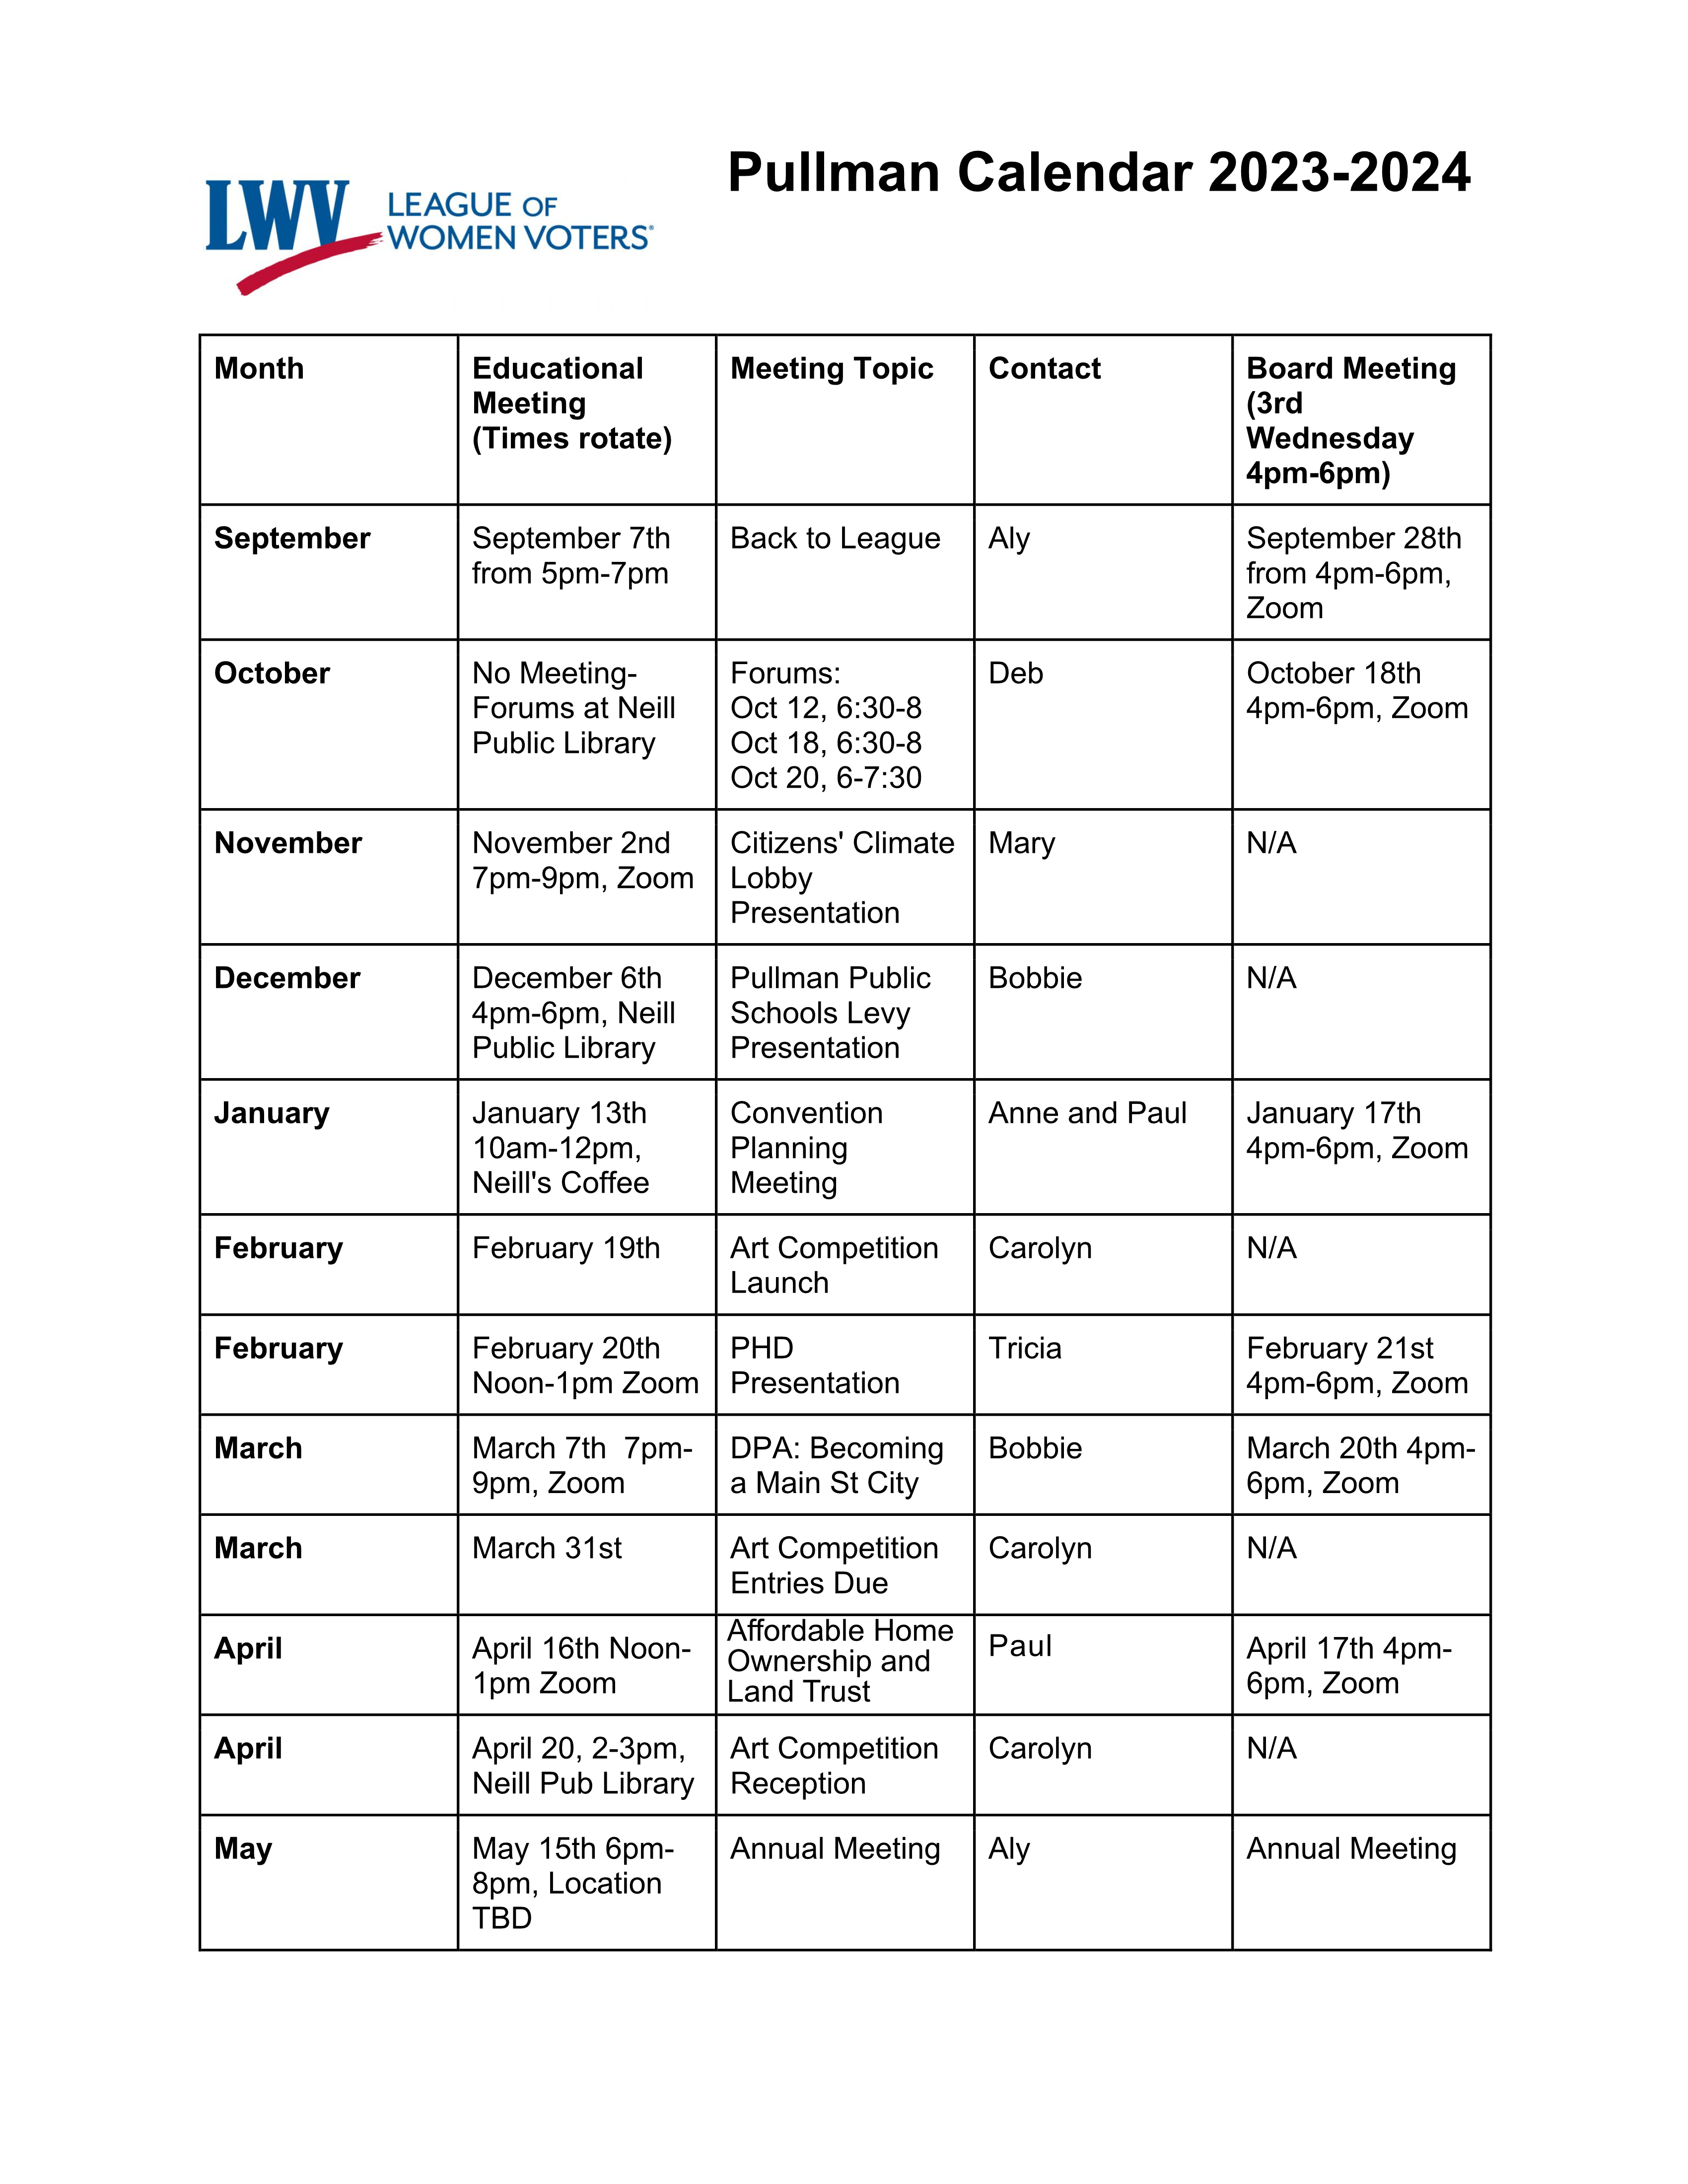 Pullman Calendar 2023-2024
LWV
LEAGUE OF
WOMEN VOTERS®
Month
Educational
Meeting
(Times rotate)
Meeting Topic
Contact
Board Meeting
(3rd
Wednesday
4pm-6pm)
September
September 7th
from 5pm-7pm
Back to League
Aly
September 28th
from 4pm-6pm,
Zoom
October
No Meeting-
Forums at Neill
Public Library
Forums:
Oct 12, 6:30-8
Oct 18, 6:30-8
Oct 20, 6-7:30
Deb
October 18th
4pm-6pm, Zoom
November
November 2nd
7pm-9pm, Zoom
Citizens' Climate
Lobby
Presentation
Mary
N/A
December
December 6th
4pm-6pm, Neill
Public Library
Pullman Public
Schools Levy
Presentation
Bobbie
N/A
January
January 13th
10am-12pm,
Neill's Coffee
Convention
Planning
Meeting
Anne and Paul
January 17th
4pm-6pm, Zoom
February
February 19th
Art Competition
Launch
Carolyn
N/A
February
February 20th
Noon-1pm Zoom
PHD
Presentation
Tricia
February 21st
4pm-6pm, Zoom
March
March 7th  7pm-
9pm, Zoom
DPA: Becoming
a Main St City
Bobbie
March 20th 4pm-
6pm, Zoom
March
March 31st
Art Competition
Entries Due
Carolyn
N/A
April
April 16th Noon-
1pm Zoom
Affordable Home
Ownership and
Land Trust
Paul
April 17th 4pm-
6pm, Zoom
April
April 20, 2-3pm,
Neill Pub Library
Art Competition
Reception
Carolyn
N/A
May
May 15th 6pm-
8pm, Location
TBD
Annual Meeting
Aly
Annual Meeting